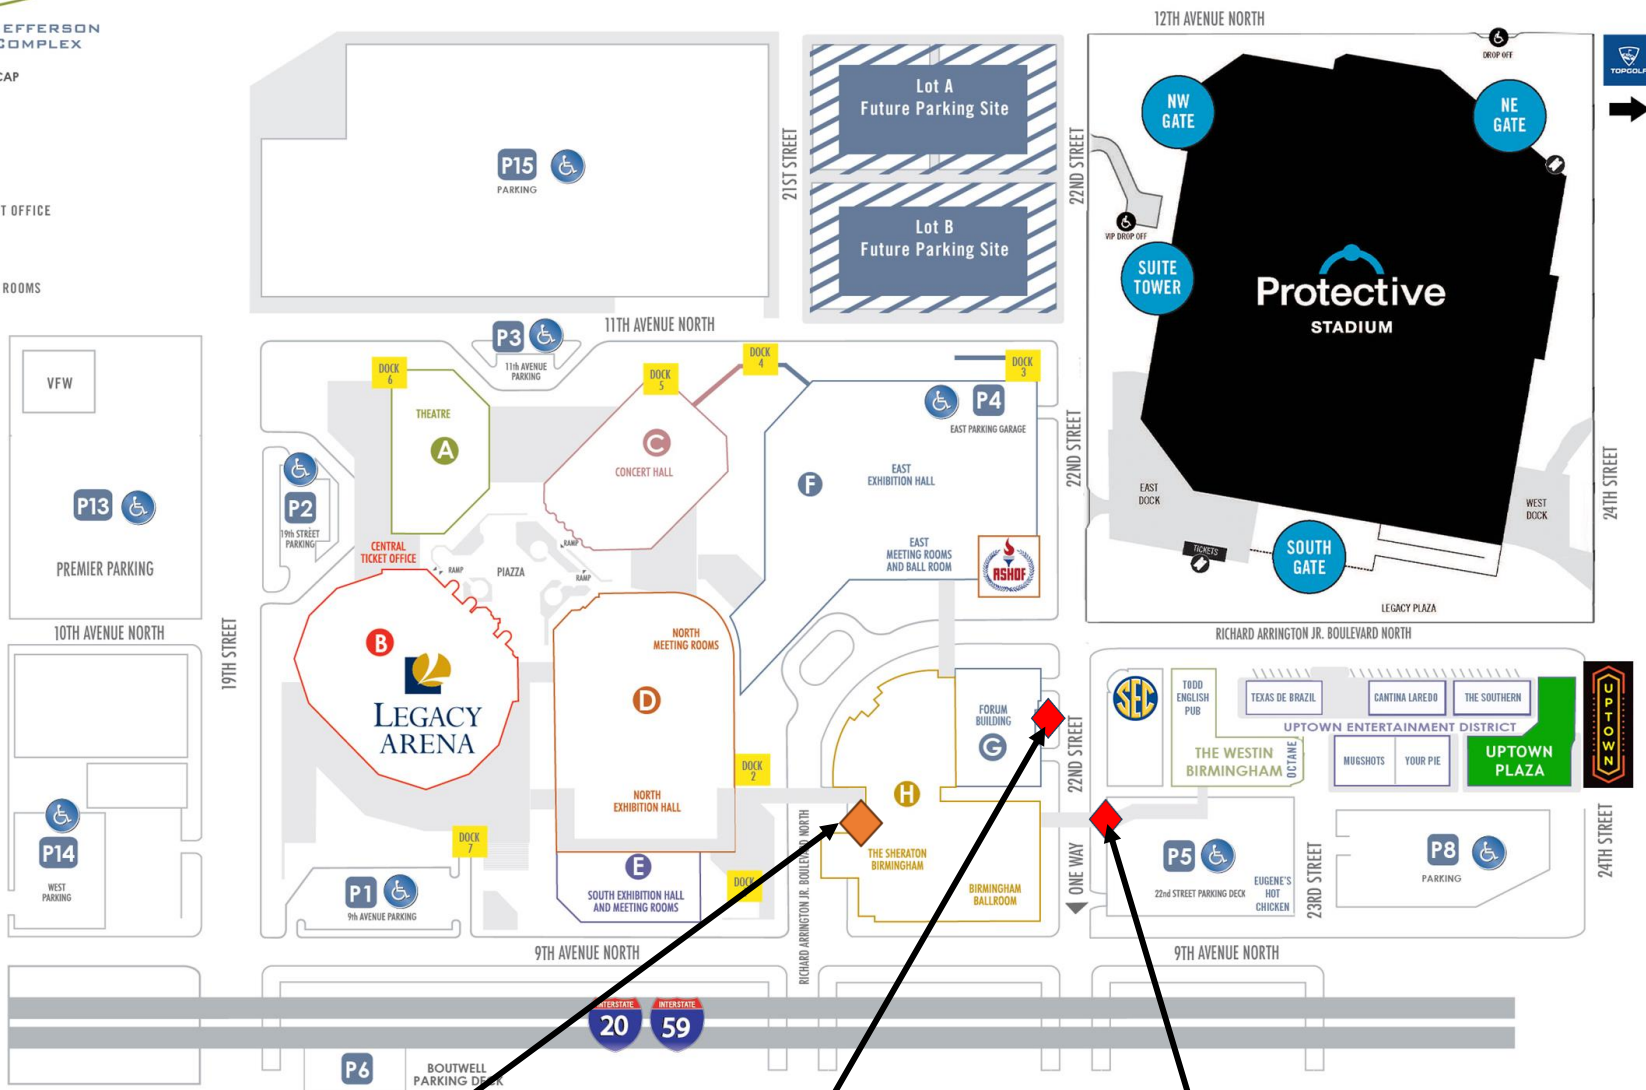 EFFERSON
COMPLEX
CAP
T OFFICE
ROOMS
12TH AVENUE NORTH
DROP OFF
TOPGOLF
NW
GATE
NE
GATE
Lot A
Future Parking Site
Lot B
Future Parking Site
P15
PARKING
21ST STREET
22ND STREET
VIP DROP OFF
SUITE
TOWER
Protective
STADIUM
11TH AVENUE NORTH
P3
11th AVENUE
PARKING
DOCK
6
DOCK
5
DOCK
4
DOCK
3
VFW
THEATRE
A
C
CONCERT HALL
P4
EAST PARKING GARAGE
F
EAST
EXHIBITION HALL
22ND STREET
24TH STREET
EAST
DOCK
WEST
DOCK
P13
PREMIER PARKING
P2
19th STREET
PARKING
CENTRAL
TICKET OFFICE
RAMP
PIAZZA
RAMP
RAMP
EAST
MEETING ROOMS
AND BALL ROOM
ASHOF
TICKETS
SOUTH
GATE
LEGACY PLAZA
RICHARD ARRINGTON JR. BOULEVARD NORTH
10TH AVENUE NORTH
19TH STREET
B
LEGACY
ARENA
NORTH
MEETING ROOMS
D
NORTH
EXHIBITION HALL
DOCK
2
FORUM
BUILDING
G
22ND STREET
SEC
TODD
ENGLISH
PUB
TEXAS DE BRAZIL
CANTINA LAREDO
THE SOUTHERN
UPTOWN ENTERTAINMENT DISTRICT
THE WESTIN
BIRMINGHAM
OCTANE
MUGSHOTS
YOUR PIE
UPTOWN
PLAZA
UPTOWN
H
THE SHERATON
BIRMINGHAM
BIRMINGHAM
BALLROOM
RICHARD ARRINGTON JR. BOULEVARD NORTH
ONE WAY
P14
WEST
PARKING
DOCK
7
P1
9th AVENUE PARKING
E
SOUTH EXHIBITION HALL
AND MEETING ROOMS
DOCK
P5
22nd STREET PARKING DECK
EUGENE'S
HOT
CHICKEN
23RD STREET
P8
PARKING
24TH STREET
9TH AVENUE NORTH
9TH AVENUE NORTH
INTERSTATE
20
INTERSTATE
59
P6
BOUTWELL
PARKING DECK